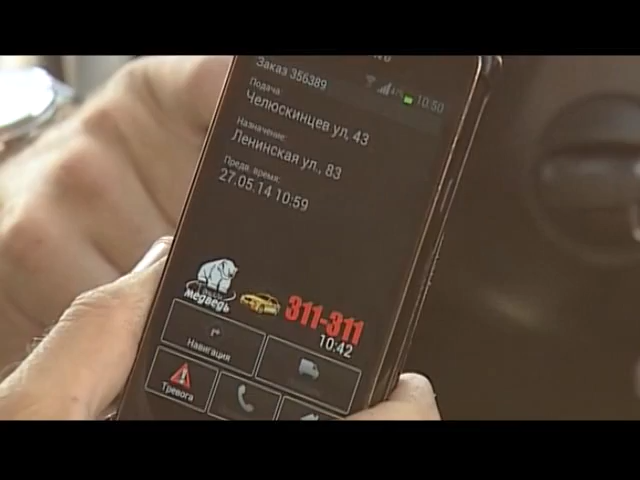 Заказ 356389
10:50
Подача:
Челюскинцев ул, 43
Назначение:
Ленинская ул., 83
Предв. время:
27.05.14 10:59
медведь
311-311
10:42
Навигация
Тревога